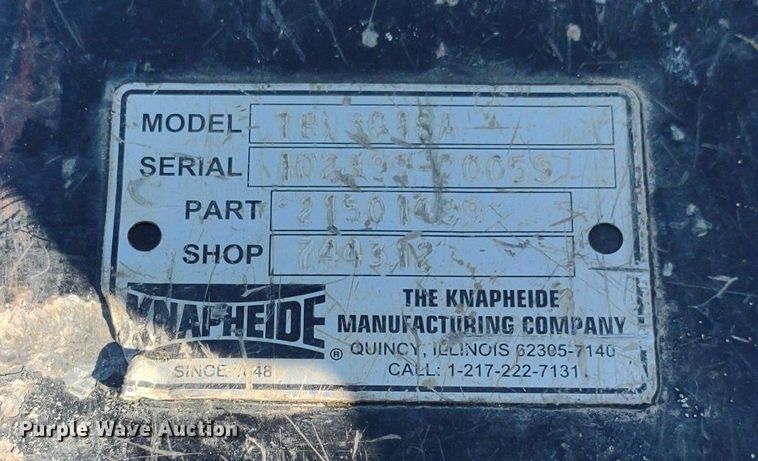 MODEL
SERIAL
PART
SHOP
KNAPHEIDE ®
SINCE
THE KNAPHEIDE
MANUFACTURING COMPANY
QUINCY, ILLINOIS 62305-7140
CALL: 1-217-222-7131
Purple Wave Auction